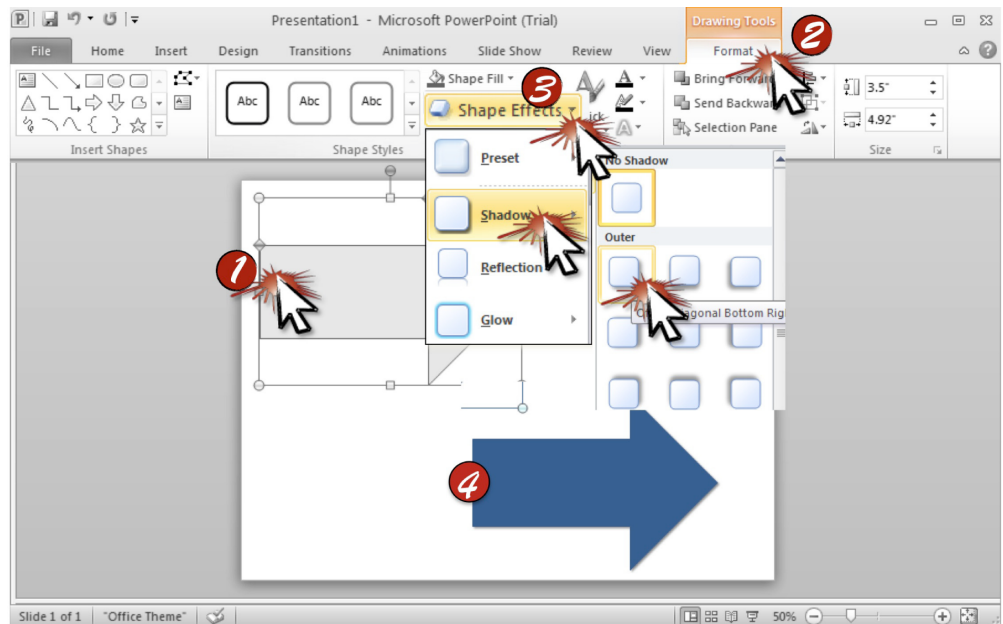 Presentation1 - Microsoft PowerPoint (Trial)
Drawing Tools
File Home Insert Design Transitions Animations Slide Show Review View Format
2
Abc Abc Abc
Shape Fill
3
Shape Effects
A A
A
Bring Forward
Send Backward
Selection Pane
3.5"
4.92"
Insert Shapes
Shape Styles
Size
Preset
No Shadow
Shadow
Outer
1
Reflection
Glow
Bottom
4
Slide 1 of 1 "Office Theme"
50%